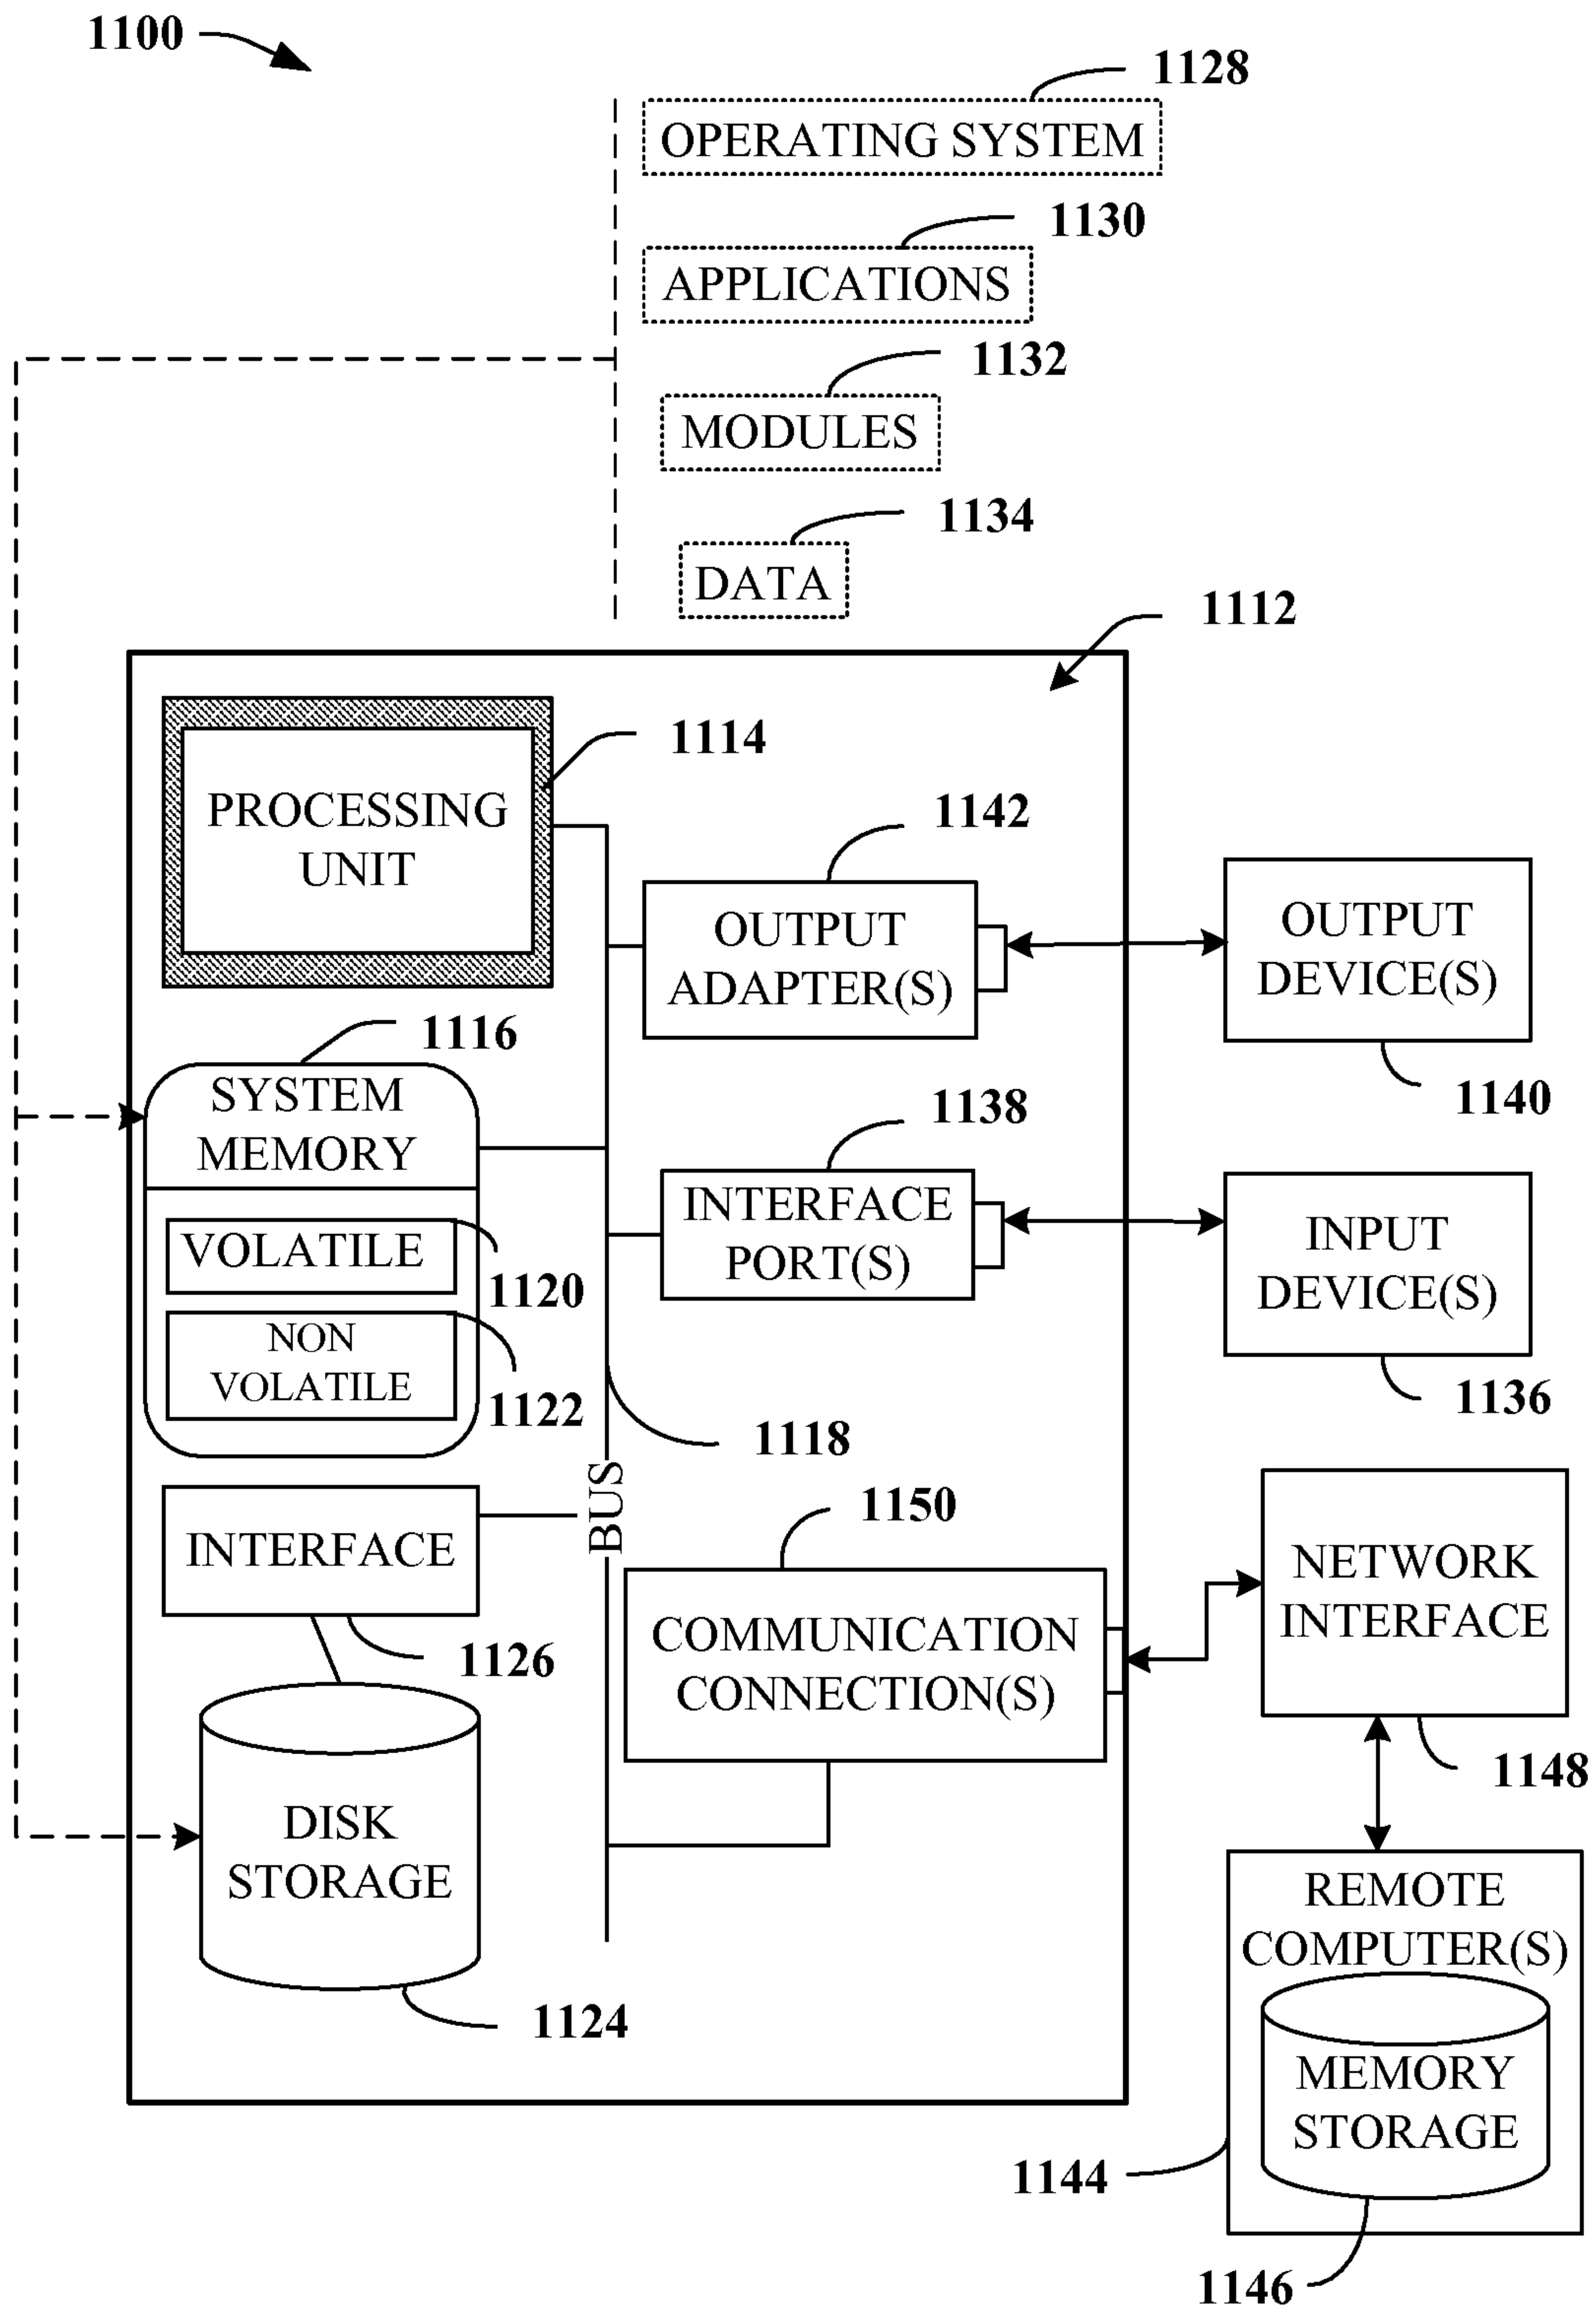 1100
1128
OPERATING SYSTEM
1130
APPLICATIONS
1132
MODULES
1134
DATA
1112
1114
PROCESSING
UNIT
1142
OUTPUT
ADAPTER(S)
OUTPUT
DEVICE(S)
1140
1116
SYSTEM
MEMORY
1138
INTERFACE
PORT(S)
INPUT
DEVICE(S)
1136
VOLATILE
1120
NON
VOLATILE
1122
1118
BUS
INTERFACE
1126
1150
COMMUNICATION
CONNECTION(S)
NETWORK
INTERFACE
1148
DISK
STORAGE
1124
REMOTE
COMPUTER(S)
MEMORY
STORAGE
1144
1146